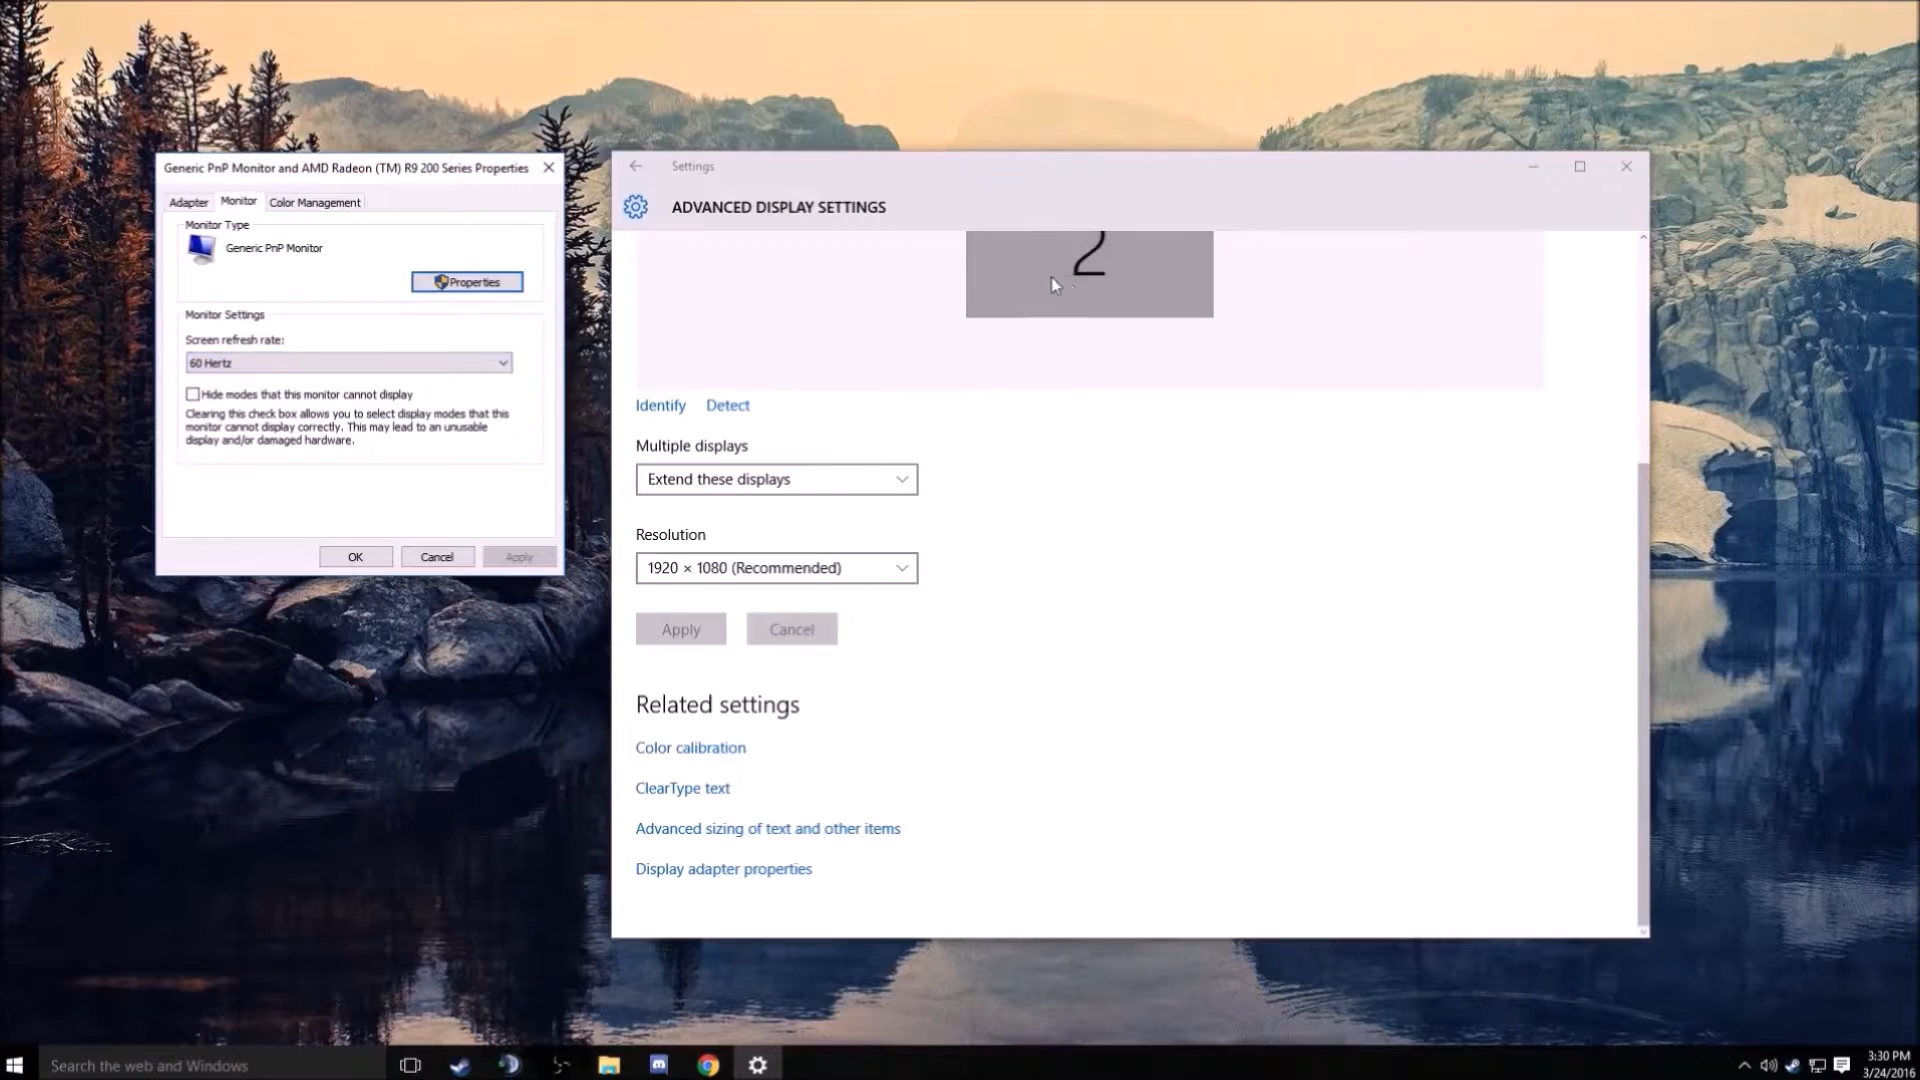 Generic PnP Monitor and AMD Radeon (TM) R9 200 Series Properties
Adapter
Monitor
Color Management
Monitor Type
Generic PnP Monitor
Properties
Monitor Settings
Screen refresh rate:
60 Hertz
Hide modes that this monitor cannot display
Clearing this check box allows you to select display modes that this
monitor cannot display correctly. This may lead to an unusable
display and/or damaged hardware.
OK
Cancel
Apply
Settings
ADVANCED DISPLAY SETTINGS
2
Identify
Detect
Multiple displays
Extend these displays
Resolution
1920 × 1080 (Recommended)
Apply
Cancel
Related settings
Color calibration
ClearType text
Advanced sizing of text and other items
Display adapter properties
Search the web and Windows
3:30 PM
3/24/2016